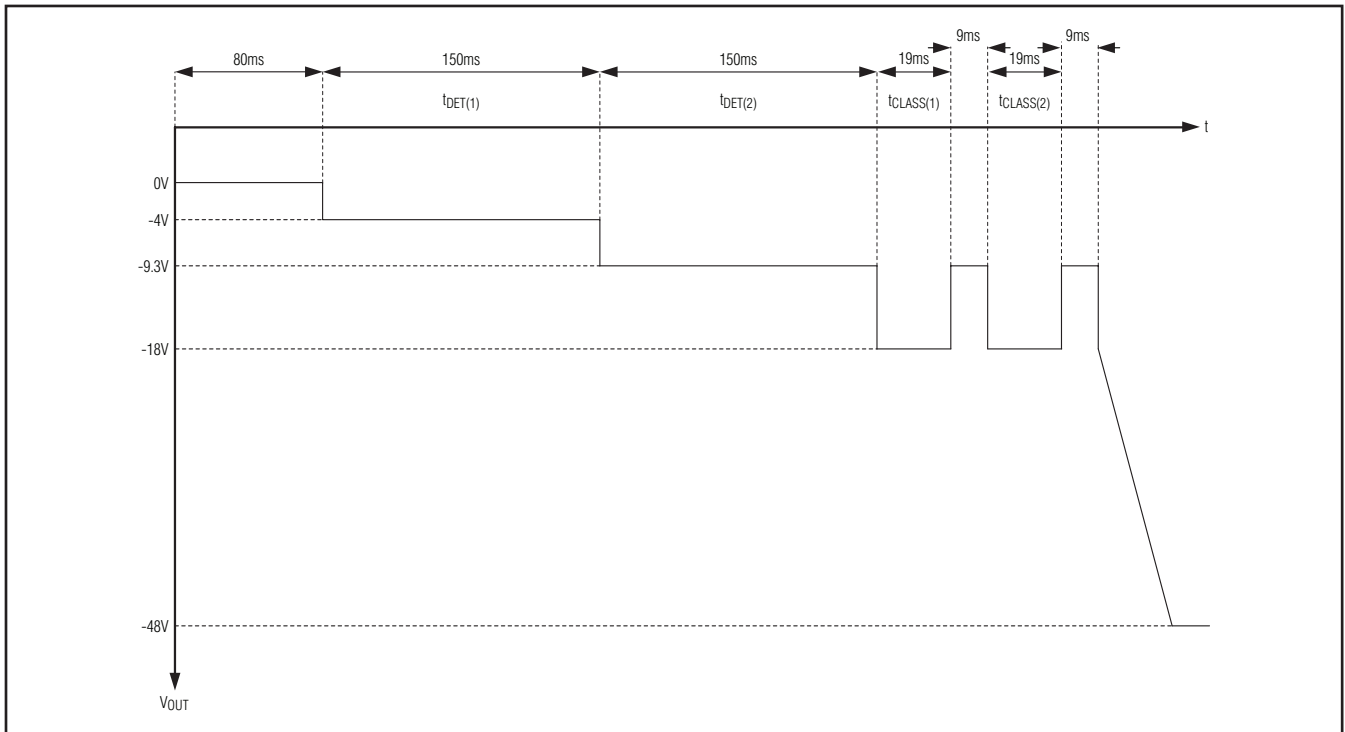 9ms
9ms
80ms
150ms
150ms
19ms
19ms
tDET(1)
tDET(2)
tCLASS(1)
tCLASS(2)
t
0V
-4V
-9.3V
-18V
-48V
VOUT